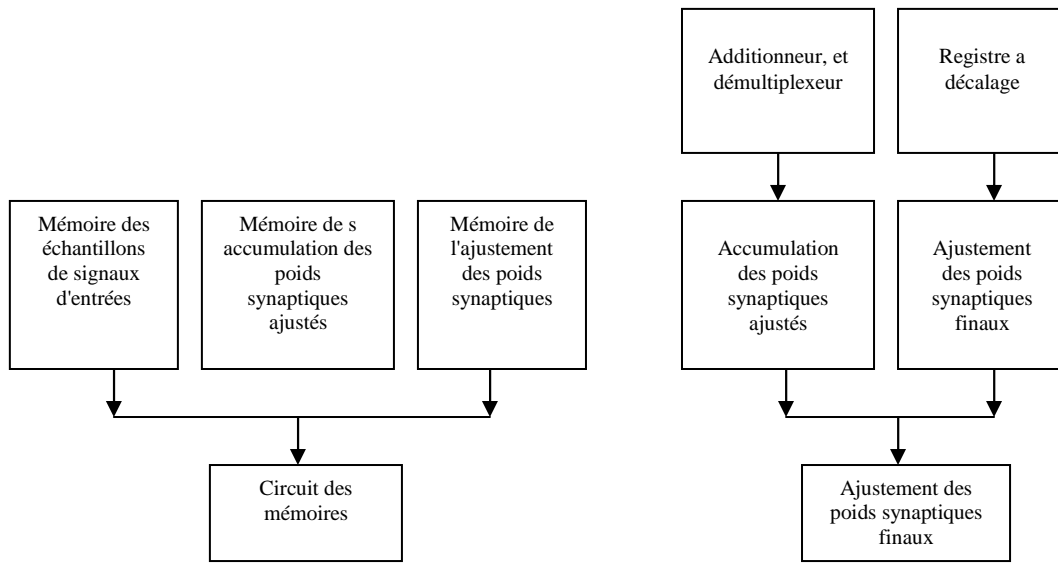 Additionneur, et
démultiplexeur
Registre a
décalage
Mémoire des
échantillons
de signaux
d'entrées
Mémoire de s
accumulation des
poids
synaptiques
ajustés
Mémoire de
l'ajustement
des poids
synaptiques
Accumulation
des poids
synaptiques
ajustés
Ajustement
des poids
synaptiques
finaux
Circuit des
mémoires
Ajustement des
poids synaptiques
finaux